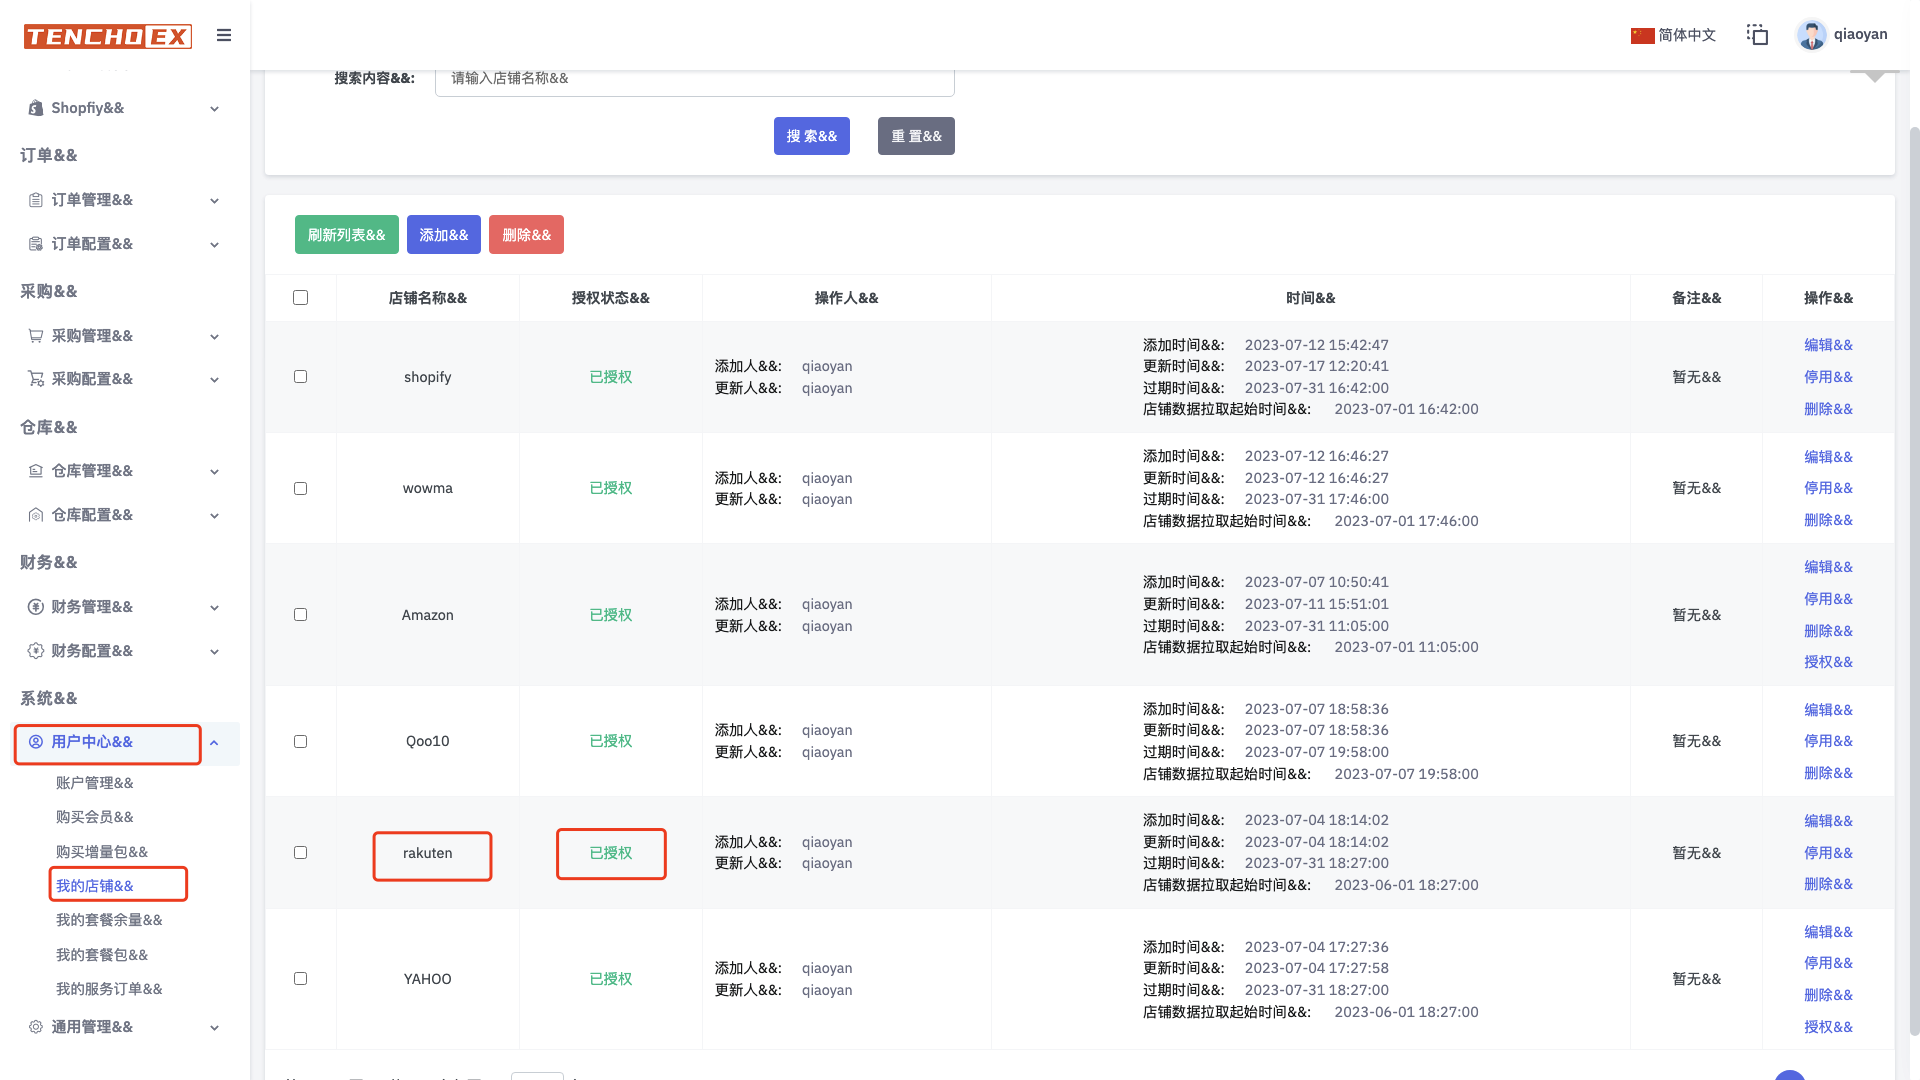 TENCHO EX
简体中文
qiaoyan
Shopfiy&&
订单&&
订单管理&&
订单配置&&
采购&&
采购管理&&
采购配置&&
仓库&&
仓库管理&&
仓库配置&&
财务&&
财务管理&&
财务配置&&
系统&&
用户中心&&
账户管理&&
购买会员&&
购买增量包&&
我的店铺&&
我的套餐余量&&
我的套餐包&&
我的服务订单&&
通用管理&&
搜索内容&&: 请输入店铺名称&&
搜 索&& 重 置&&
刷新列表&& 添加&& 删除&&
店铺名称&& 授权状态&& 操作人&& 时间&& 备注&& 操作&&
shopify
已授权
添加人&&: qiaoyan
更新人&&: qiaoyan
添加时间&&: 2023-07-12 15:42:47
更新时间&&: 2023-07-17 12:20:41
过期时间&&: 2023-07-31 16:42:00
店铺数据拉取起始时间&&: 2023-07-01 16:42:00
暂无&&
编辑&&
停用&&
删除&&
wowma
已授权
添加人&&: qiaoyan
更新人&&: qiaoyan
添加时间&&: 2023-07-12 16:46:27
更新时间&&: 2023-07-12 16:46:27
过期时间&&: 2023-07-31 17:46:00
店铺数据拉取起始时间&&: 2023-07-01 17:46:00
暂无&&
编辑&&
停用&&
删除&&
Amazon
已授权
添加人&&: qiaoyan
更新人&&: qiaoyan
添加时间&&: 2023-07-07 10:50:41
更新时间&&: 2023-07-11 15:51:01
过期时间&&: 2023-07-31 11:05:00
店铺数据拉取起始时间&&: 2023-07-01 11:05:00
暂无&&
编辑&&
停用&&
删除&&
授权&&
Qoo10
已授权
添加人&&: qiaoyan
更新人&&: qiaoyan
添加时间&&: 2023-07-07 18:58:36
更新时间&&: 2023-07-07 18:58:36
过期时间&&: 2023-07-07 19:58:00
店铺数据拉取起始时间&&: 2023-07-07 19:58:00
暂无&&
编辑&&
停用&&
删除&&
rakuten
已授权
添加人&&: qiaoyan
更新人&&: qiaoyan
添加时间&&: 2023-07-04 18:14:02
更新时间&&: 2023-07-04 18:14:02
过期时间&&: 2023-07-31 18:27:00
店铺数据拉取起始时间&&: 2023-06-01 18:27:00
暂无&&
编辑&&
停用&&
删除&&
YAHOO
已授权
添加人&&: qiaoyan
更新人&&: qiaoyan
添加时间&&: 2023-07-04 17:27:36
更新时间&&: 2023-07-04 17:27:58
过期时间&&: 2023-07-31 18:27:00
店铺数据拉取起始时间&&: 2023-06-01 18:27:00
暂无&&
编辑&&
停用&&
删除&&
授权&&